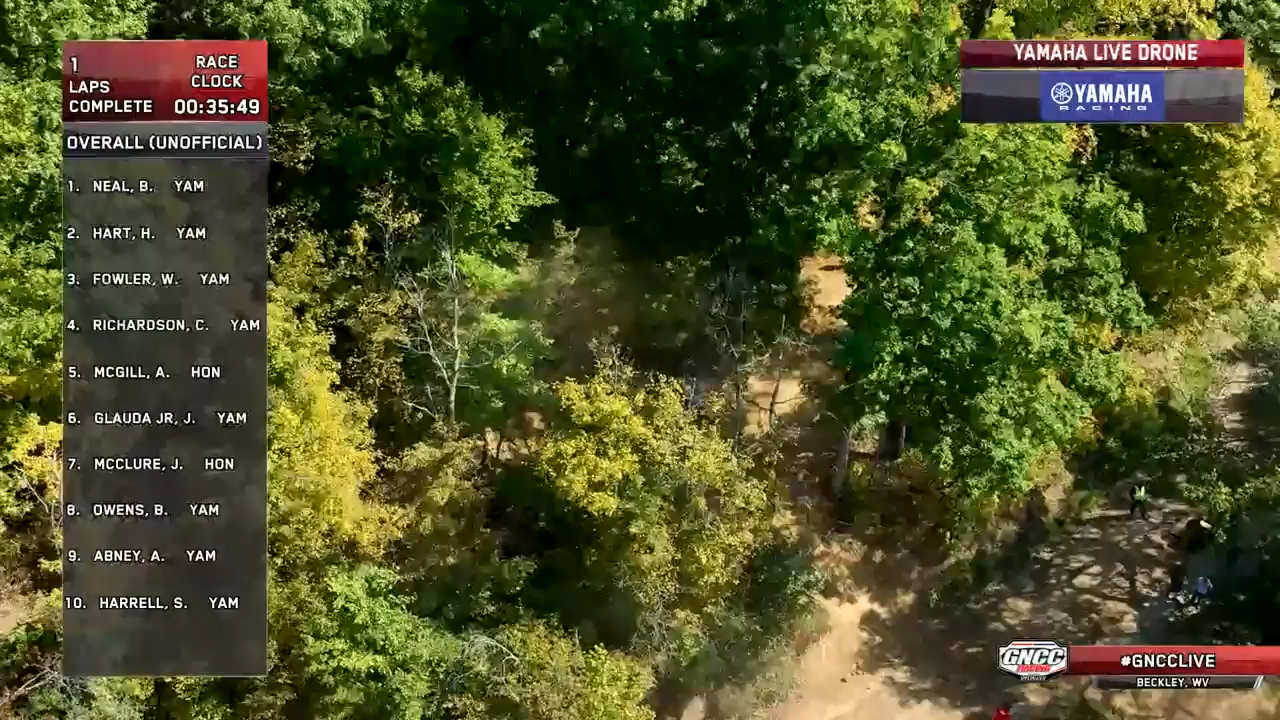 1
LAPS
COMPLETE
RACE
CLOCK
00:35:49
OVERALL (UNOFFICIAL)
1. NEAL, B. YAM
2. HART, H. YAM
3. FOWLER, W. YAM
4. RICHARDSON, C. YAM
5. MCGILL, A. HON
6. GLAUDA JR, J. YAM
7. MCCLURE, J. HON
8. OWENS, B. YAM
9. ABNEY, A. YAM
10. HARRELL, S. YAM
YAMAHA LIVE DRONE
YAMAHA
RACING
GNCC
RACING
#GNCCLIVE
BECKLEY, WV